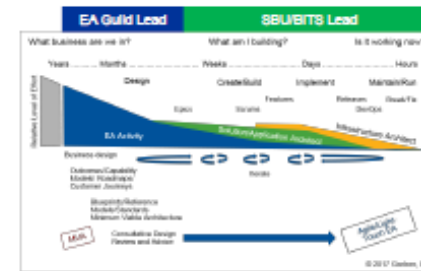 EA Guild Lead
SBU/BITS Lead
What business are we in?
What am I building?
Is it working now
Years
Months
Weeks
Days
Hours
Design
Create/Build
Implement
Maintain/Run
Epics
Scrums
Features
Releases
DevOps
Break/Fix
Relative Level of Effort
EA Activity
Solution/Application Architect
Infrastructure Architect
Business design
Iterate
Outcomes/Capability
Models/Roadmaps/
Customer Journeys
Blueprints/Reference
Models/Standards
Minimum Viable Architecture
MVA
Consultative Design
Review and Advice
Agile/Light
Touch EA
© 2017 Gartner,